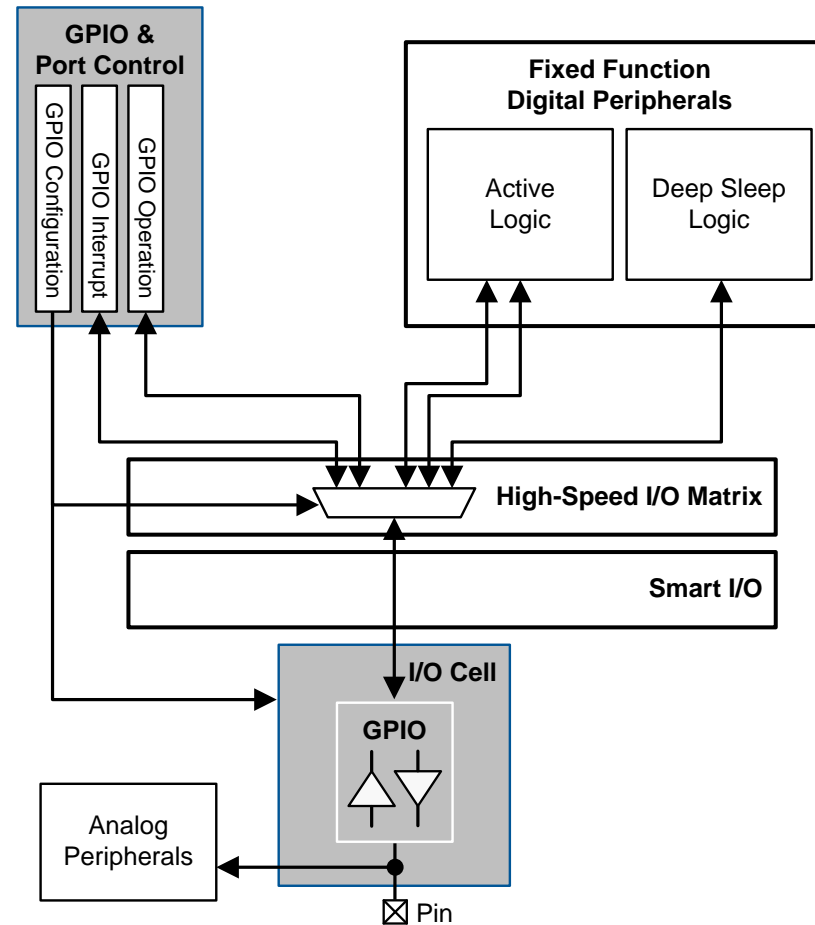 GPIO &
Port Control
GPIO Configuration
GPIO Interrupt
GPIO Operation
Fixed Function
Digital Peripherals
Active
Logic
Deep Sleep
Logic
High-Speed I/O Matrix
Smart I/O
I/O Cell
GPIO
Analog
Peripherals
Pin